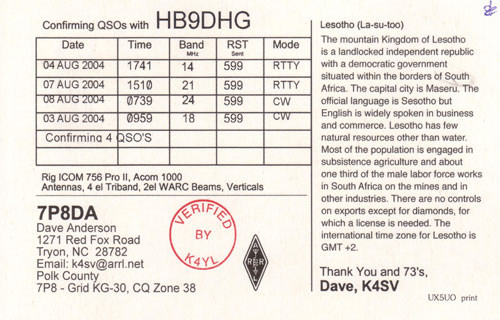 Confirming QSOs with HB9DHG
Date Time Band MHz RST Sent Mode
04 AUG 2004 1741 14 599 RTTY
07 AUG 2004 1510 21 599 RTTY
08 AUG 2004 0739 24 599 CW
03 AUG 2004 0959 18 599 CW
Confirming 4 QSO'S
Rig ICOM 756 Pro II, Acom 1000
Antennas, 4 el Triband, 2el WARC Beams, Verticals
7P8DA
Dave Anderson
1271 Red Fox Road
Tryon, NC 28782
Email: k4sv@arrl.net
Polk County
7P8 - Grid KG-30, CQ Zone 38
VERIFIED
BY
K4YL
A
R R
L
Lesotho (La-su-too)
The mountain Kingdom of Lesotho
is a landlocked independent republic
with a democratic government
situated within the borders of South
Africa. The capital city is Maseru. The
official language is Sesotho but
English is widely spoken in business
and commerce. Lesotho has few
natural resources other than water.
Most of the population is engaged in
subsistence agriculture and about
one third of the male labor force works
in South Africa on the mines and in
other industries. There are no controls
on exports except for diamonds, for
which a license is needed. The
international time zone for Lesotho is
GMT +2.
Thank You and 73's,
Dave, K4SV
UX5UO print